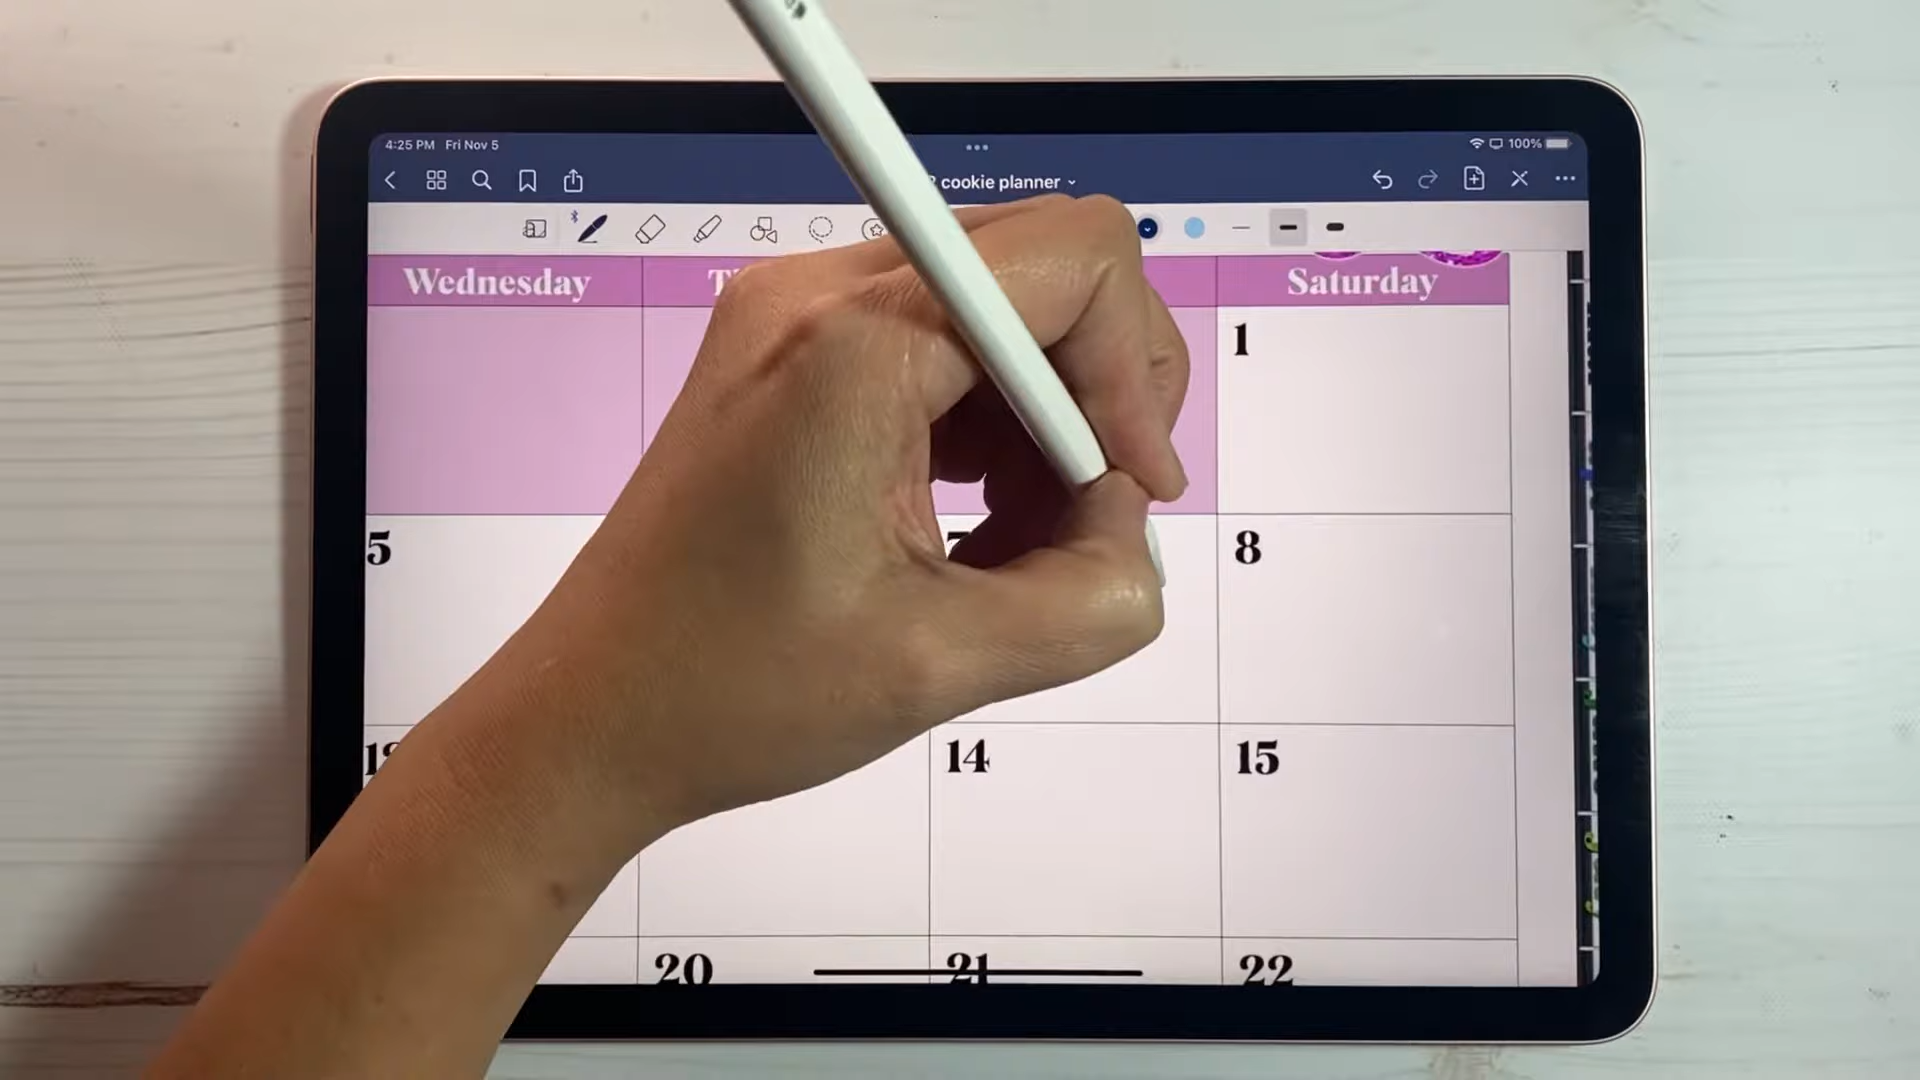 4:25 PM Fri Nov 5 100%
cookie planner
Wednesday Saturday
1
5 7 8
14 15
20 21 22